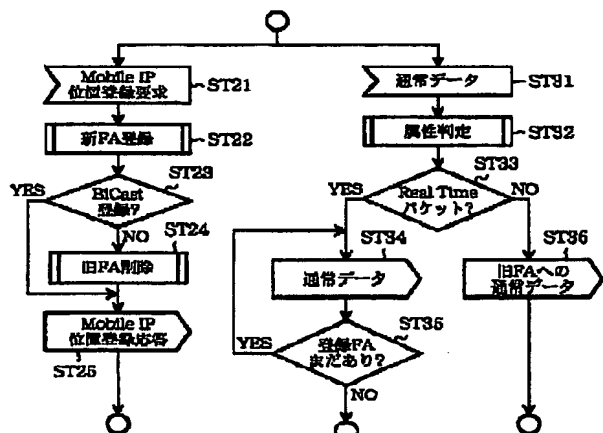 Mobile IP
位置登録要求
ST21
新FA登録
ST22
BiCast
登録?
ST23
YES
NO
ST24
旧FA削除
Mobile IP
位置登録応答
ST25
通常データ
ST31
属性判定
ST32
ST33
Real Time
パケット?
YES
NO
ST34
通常データ
ST36
旧FAへの
通常データ
ST35
登録FA
まだあり?
YES
NO